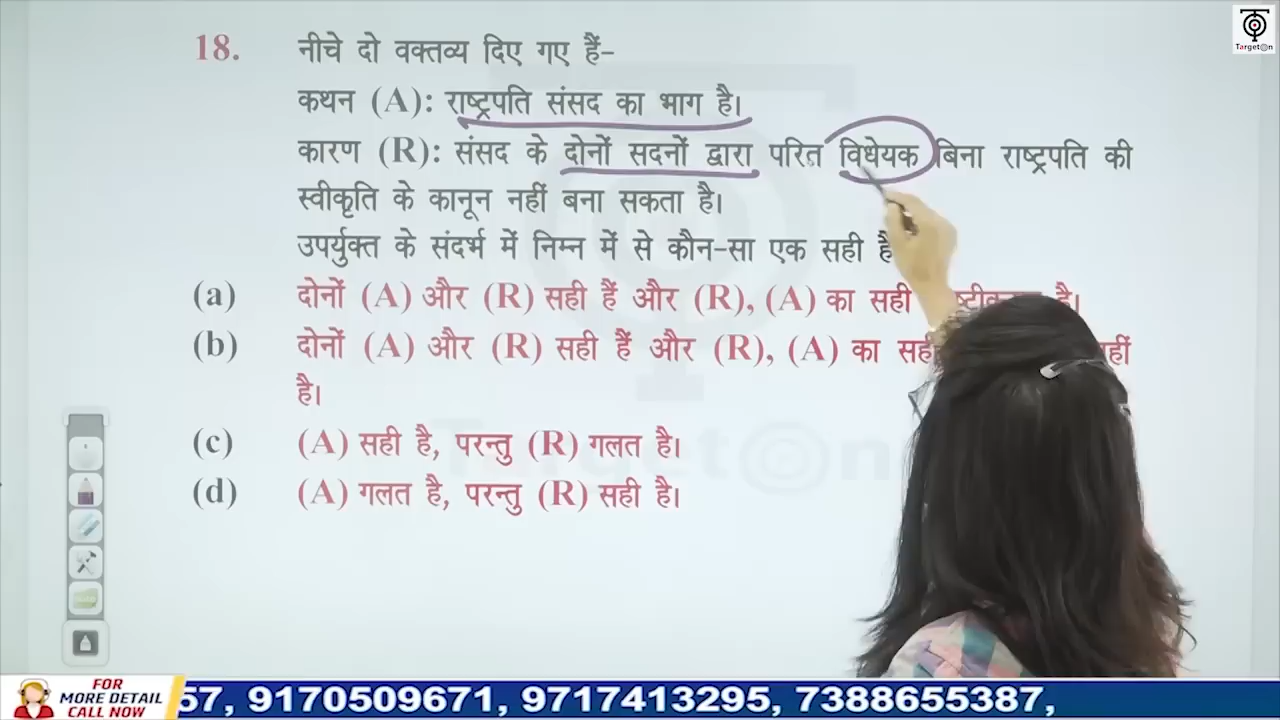 Target
18. नीचे दो वक्तव्य दिए गए हैं-
कथन (A): राष्ट्रपति संसद का भाग है।
कारण (R): संसद के दोनों सदनों द्वारा परित विधेयक बिना राष्ट्रपति की
स्वीकृति के कानून नहीं बना सकता है।
उपर्युक्त के संदर्भ में निम्न में से कौन-सा एक सही है
(a) दोनों (A) और (R) सही हैं और (R), (A) का सही है।
(b) दोनों (A) और (R) सही हैं और (R), (A) का सही नहीं
है।
(c) (A) सही है, परन्तु (R) गलत है।
(d) (A) गलत है, परन्तु (R) सही है।
FOR
MORE DETAIL
CALL NOW
57, 9170509671, 9717413295, 7388655387,